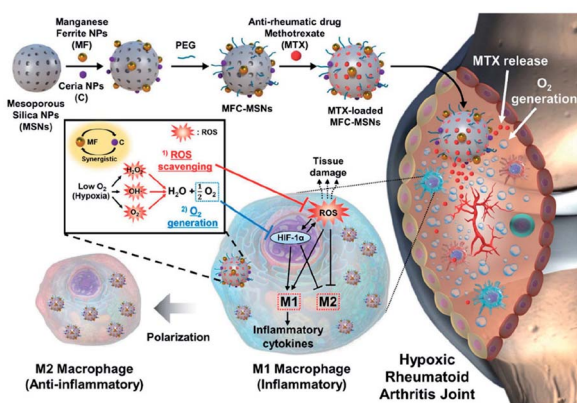 Manganese
Ferrite NPs
(MF)
Ceria NPs
(C)
Mesoporous
Silica NPs
(MSNs)
PEG
MFC-MSNs
Anti-rheumatic drug
Methotrexate
(MTX)
MTX-loaded
MFC-MSNs
MTX release
O2
generation
MF
C
Synergistic
: ROS
1) ROS
scavenging
Low O2
(Hypoxia)
H2O2
·OH
O2
H2O + 1/2 O2
2) O2
generation
Tissue
damage
ROS
HIF-1α
M1
M2
Inflammatory
cytokines
Polarization
M2 Macrophage
(Anti-inflammatory)
M1 Macrophage
(Inflammatory)
Hypoxic
Rheumatoid
Arthritis Joint